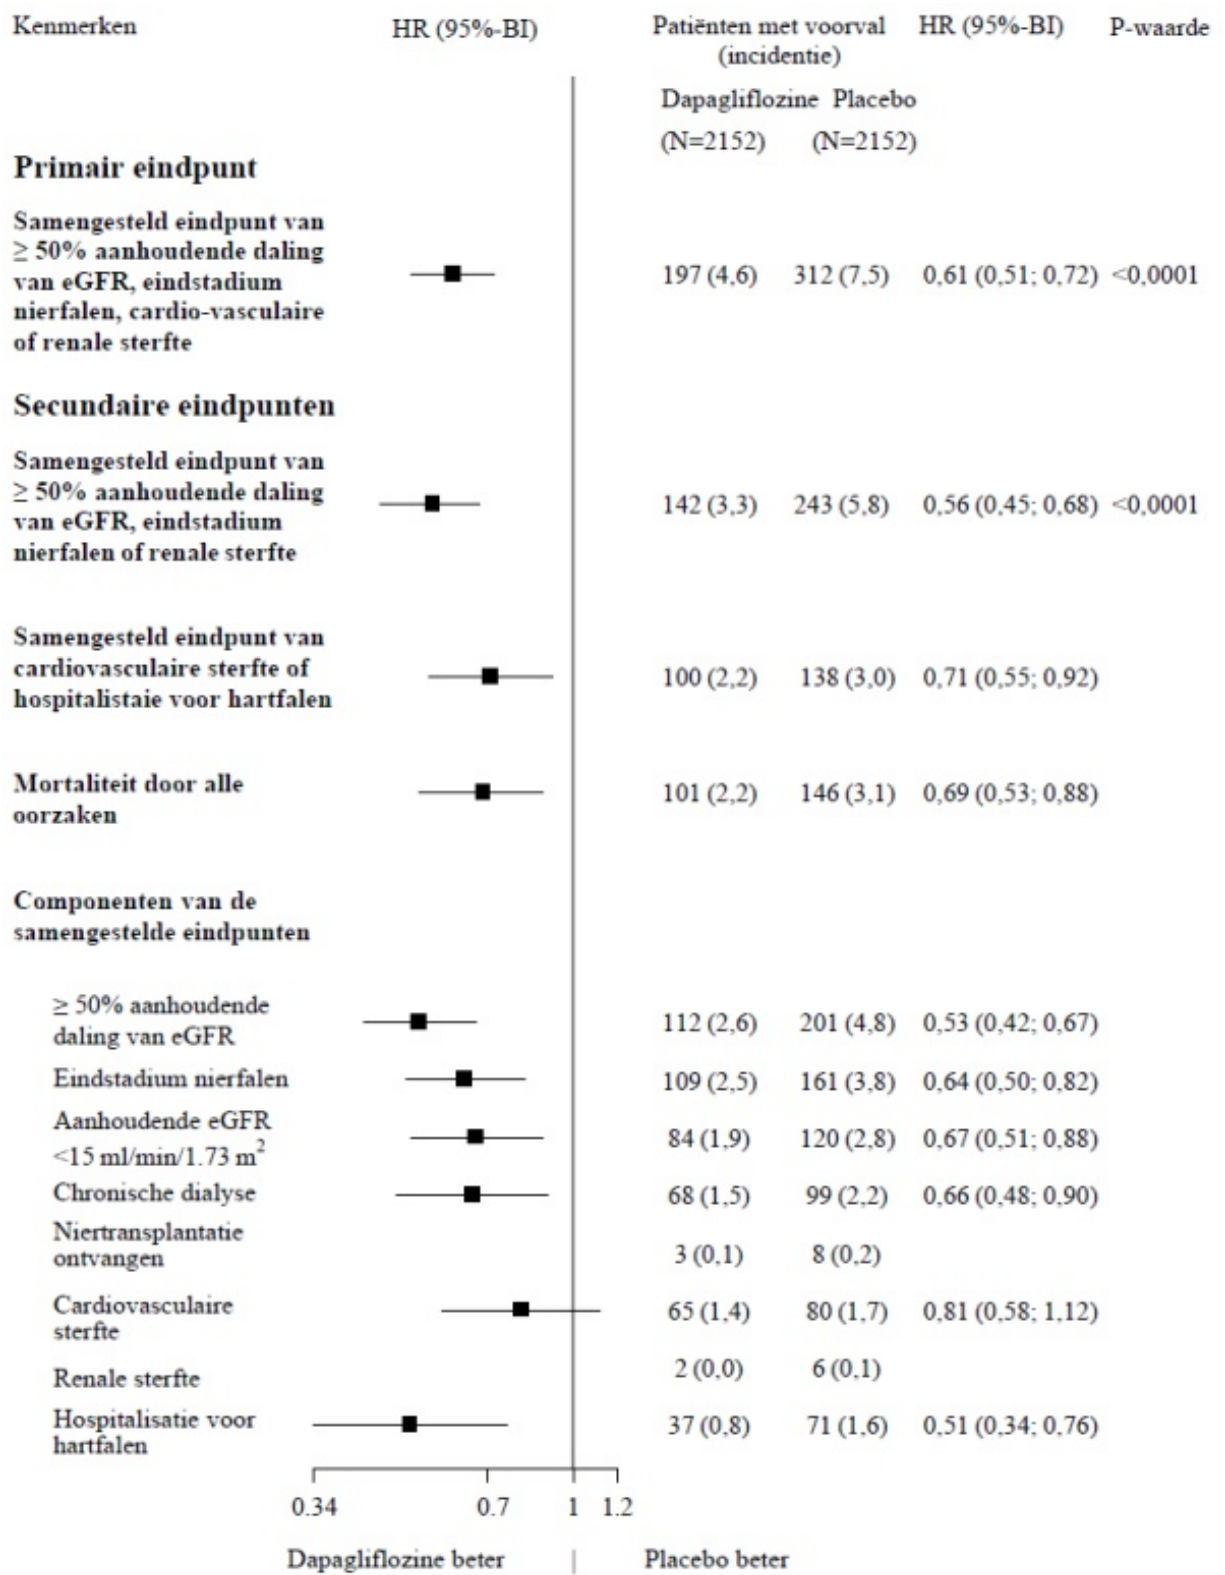 Kenmerken HR (95%-BI) Patiënten met voorval HR (95%-BI) P-waarde
(incidentie)
Dapagliflozine Placebo
(N=2152) (N=2152)
Primair eindpunt
Samengesteld eindpunt van
≥ 50% aanhoudende daling
van eGFR, eindstadium
nierfalen, cardio-vasculaire
of renale sterfte
197 (4,6) 312 (7,5) 0,61 (0,51; 0,72) <0,0001
Secundaire eindpunten
Samengesteld eindpunt van
≥ 50% aanhoudende daling
van eGFR, eindstadium
nierfalen of renale sterfte
142 (3,3) 243 (5,8) 0,56 (0,45; 0,68) <0,0001
Samengesteld eindpunt van
cardiovasculaire sterfte of
hospitalistaie voor hartfalen
100 (2,2) 138 (3,0) 0,71 (0,55; 0,92)
Mortaliteit door alle
oorzaken
101 (2,2) 146 (3,1) 0,69 (0,53; 0,88)
Componenten van de
samengestelde eindpunten
≥ 50% aanhoudende
daling van eGFR
112 (2,6) 201 (4,8) 0,53 (0,42; 0,67)
Eindstadium nierfalen 109 (2,5) 161 (3,8) 0,64 (0,50; 0,82)
Aanhoudende eGFR
<15 ml/min/1.73 m²
84 (1,9) 120 (2,8) 0,67 (0,51; 0,88)
Chronische dialyse 68 (1,5) 99 (2,2) 0,66 (0,48; 0,90)
Niertransplantatie
ontvangen
3 (0,1) 8 (0,2)
Cardiovasculaire
sterfte
65 (1,4) 80 (1,7) 0,81 (0,58; 1,12)
Renale sterfte 2 (0,0) 6 (0,1)
Hospitalisatie voor
hartfalen
37 (0,8) 71 (1,6) 0,51 (0,34; 0,76)
0.34 0.7 1 1.2
Dapagliflozine beter | Placebo beter